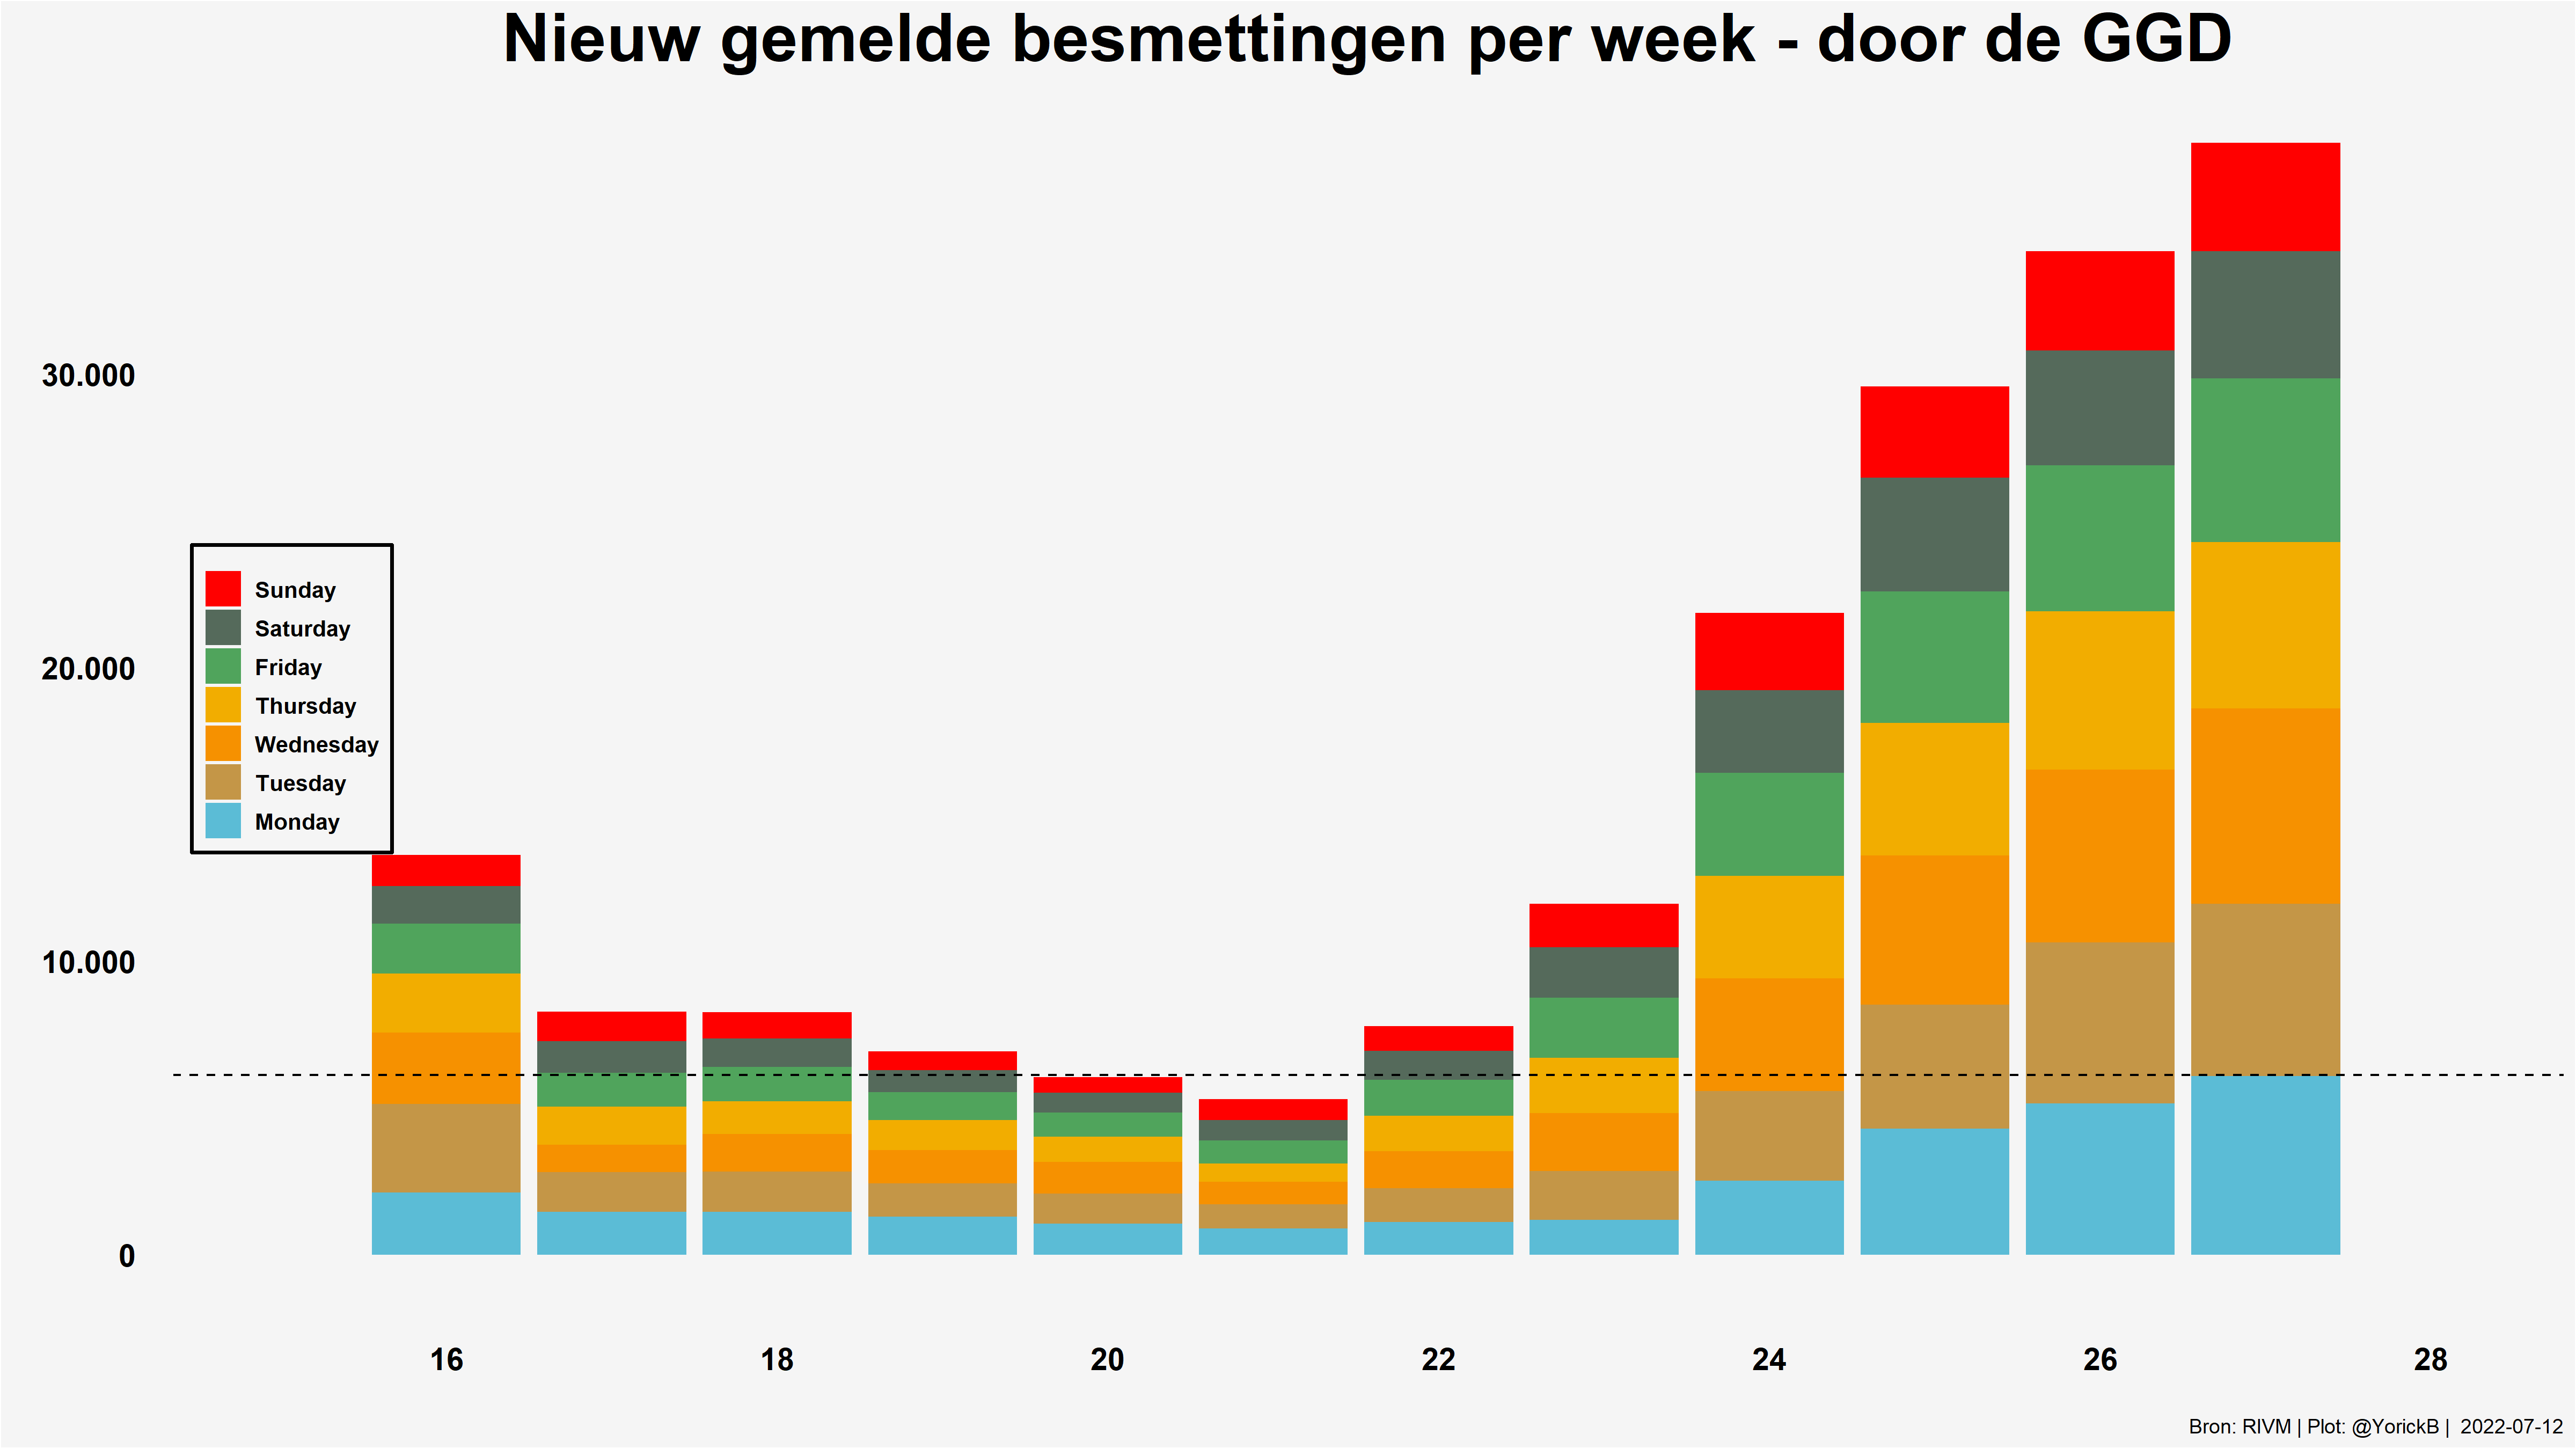 Nieuw gemelde besmettingen per week - door de GGD
30.000
20.000
10.000
0
Sunday
Saturday
Friday
Thursday
Wednesday
Tuesday
Monday
16 18 20 22 24 26 28
Bron: RIVM | Plot: @YorickB | 2022-07-12